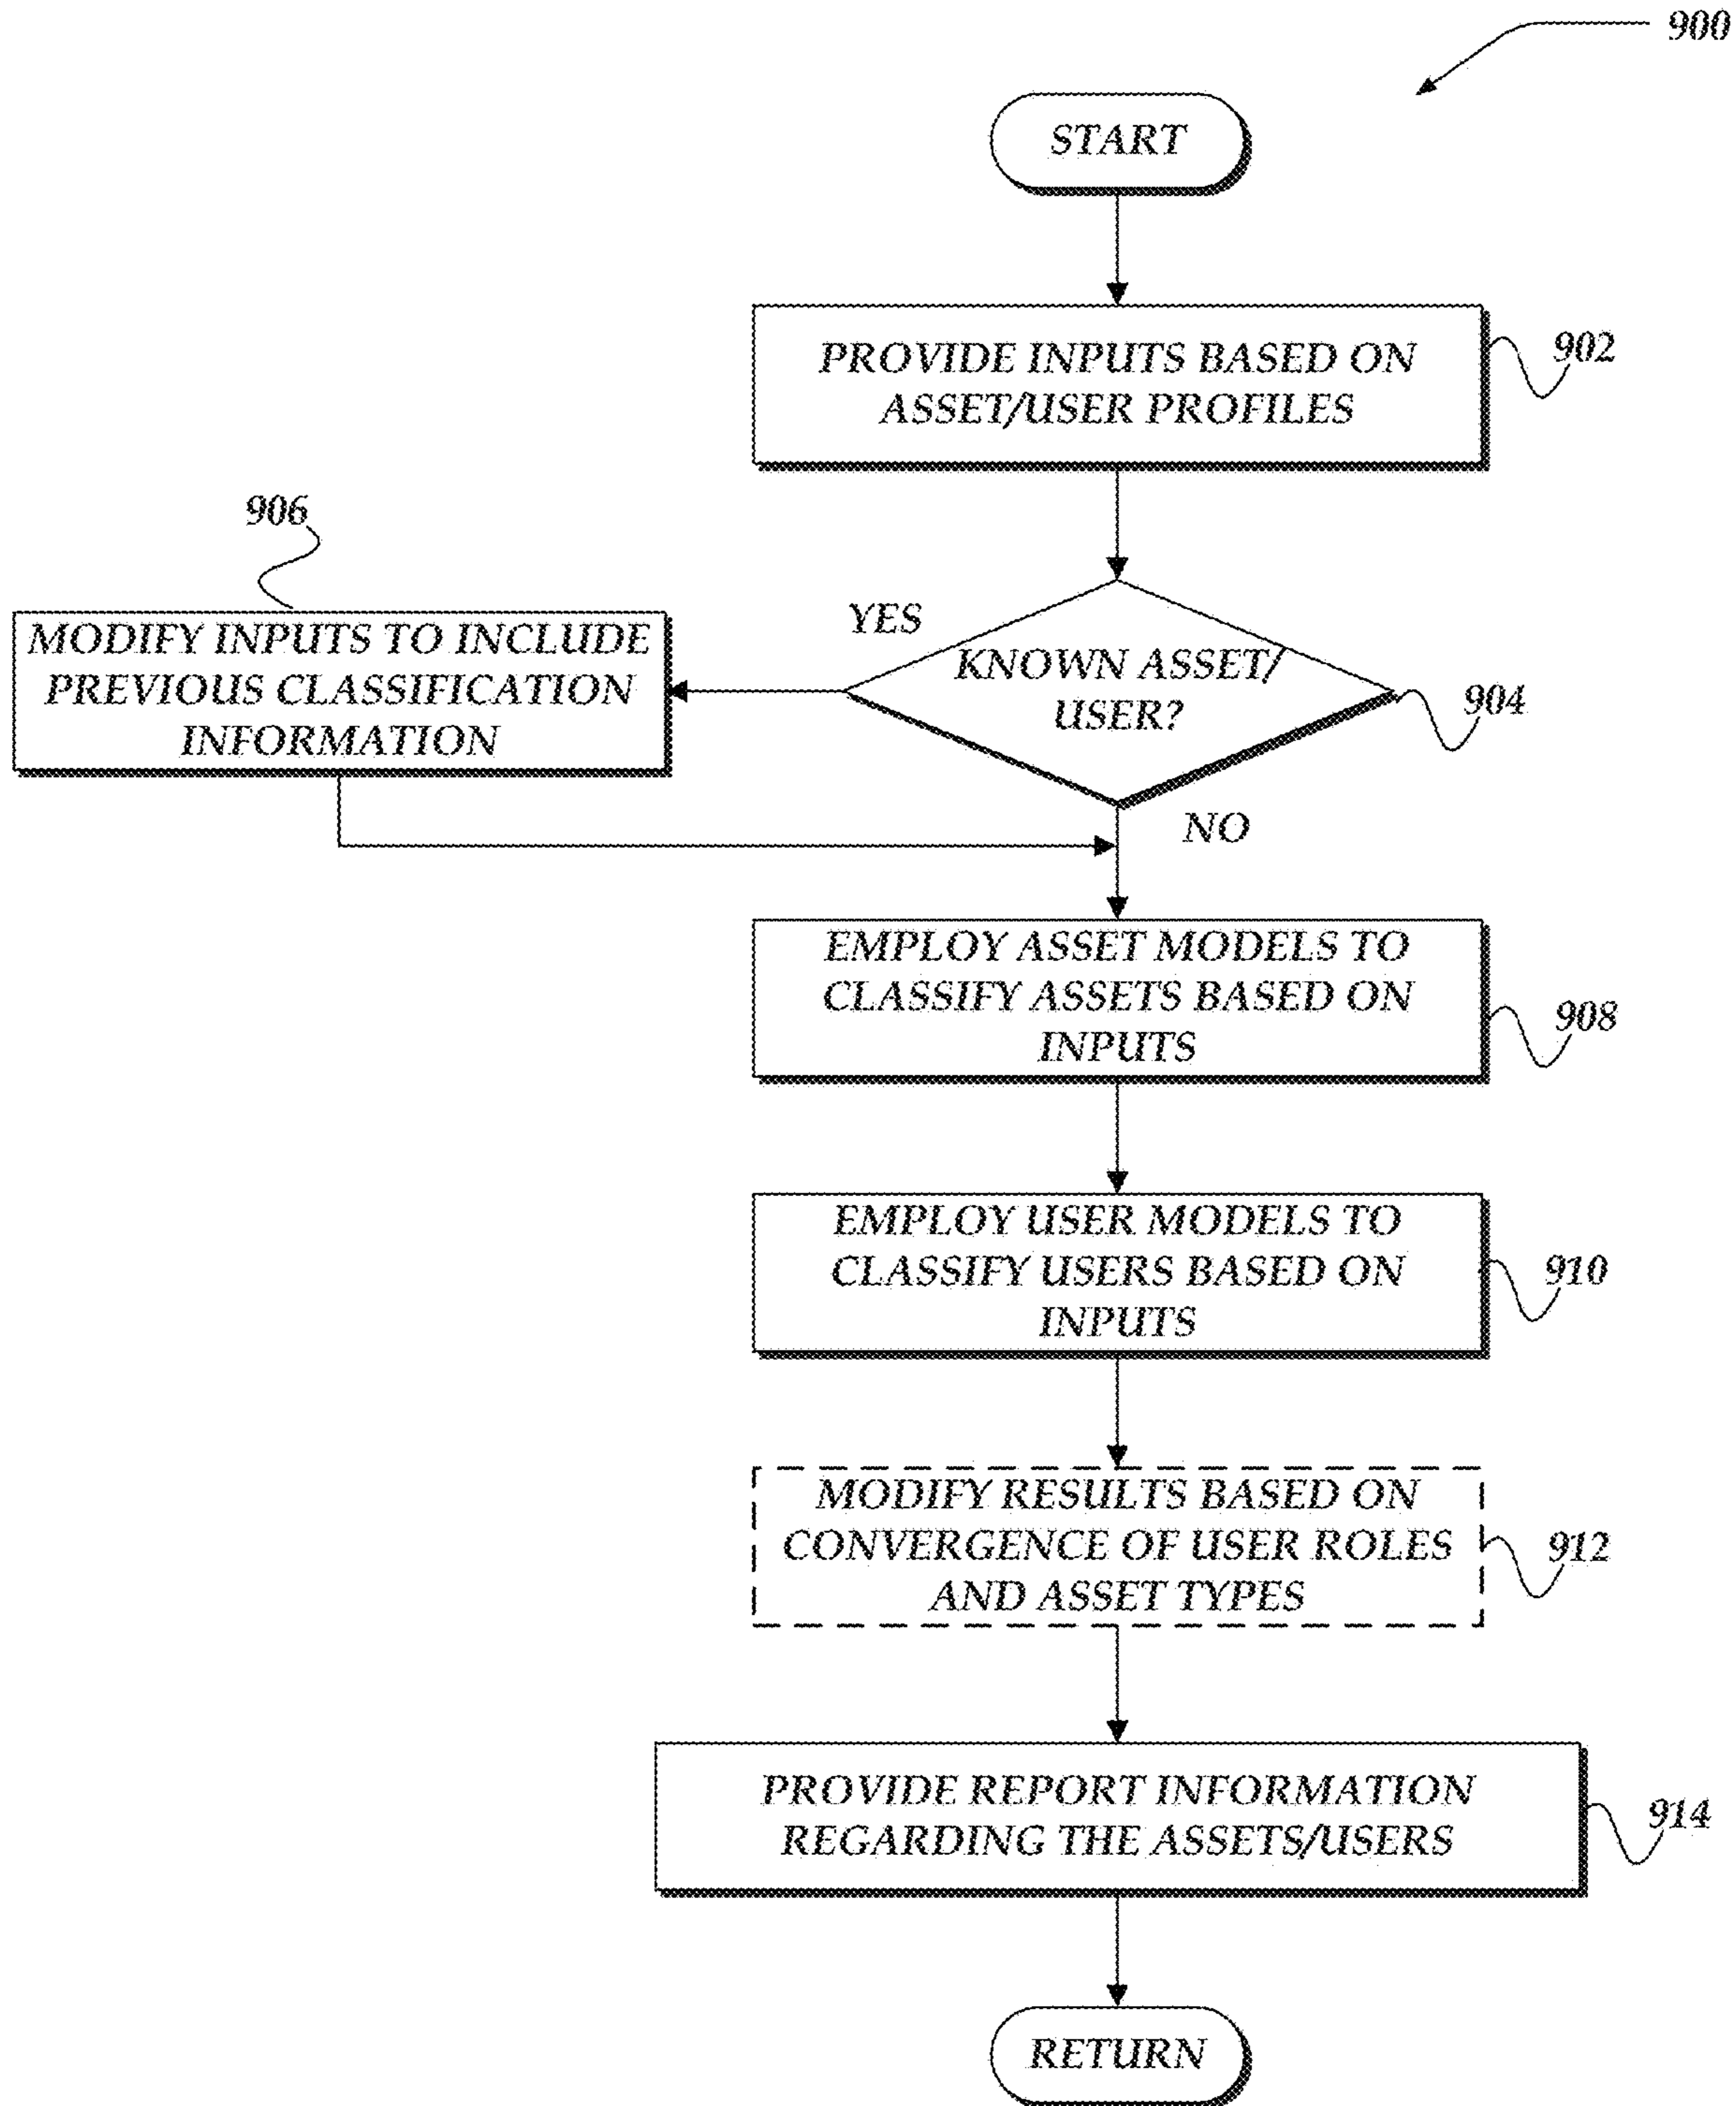 900
START
PROVIDE INPUTS BASED ON
ASSET/USER PROFILES
902
906
MODIFY INPUTS TO INCLUDE
PREVIOUS CLASSIFICATION
INFORMATION
YES
KNOWN ASSET/
USER?
904
NO
EMPLOY ASSET MODELS TO
CLASSIFY ASSETS BASED ON
INPUTS
908
EMPLOY USER MODELS TO
CLASSIFY USERS BASED ON
INPUTS
910
MODIFY RESULTS BASED ON
CONVERGENCE OF USER ROLES
AND ASSET TYPES
912
PROVIDE REPORT INFORMATION
REGARDING THE ASSETS/USERS
914
RETURN